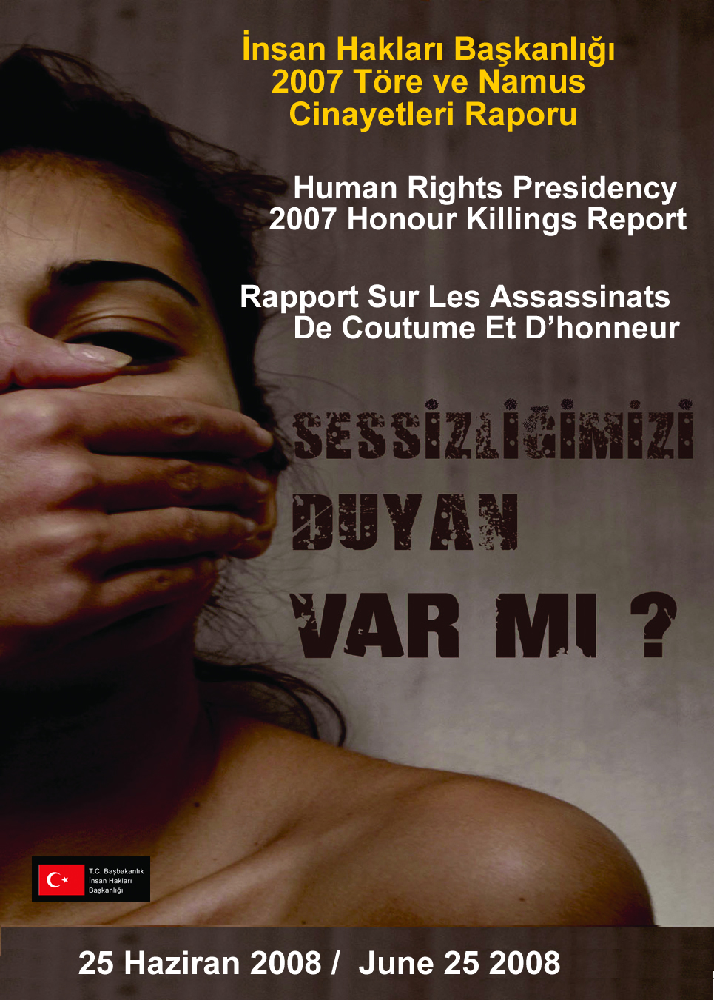 İnsan Hakları Başkanlığı
2007 Töre ve Namus
Cinayetleri Raporu
Human Rights Presidency
2007 Honour Killings Report
Rapport Sur Les Assassinats
De Coutume Et D’honneur
SESSİZLİĞİMİZİ
DUYAN
VAR MI ?
T.C. Başbakanlık
İnsan Hakları
Başkanlığı
25 Haziran 2008 / June 25 2008